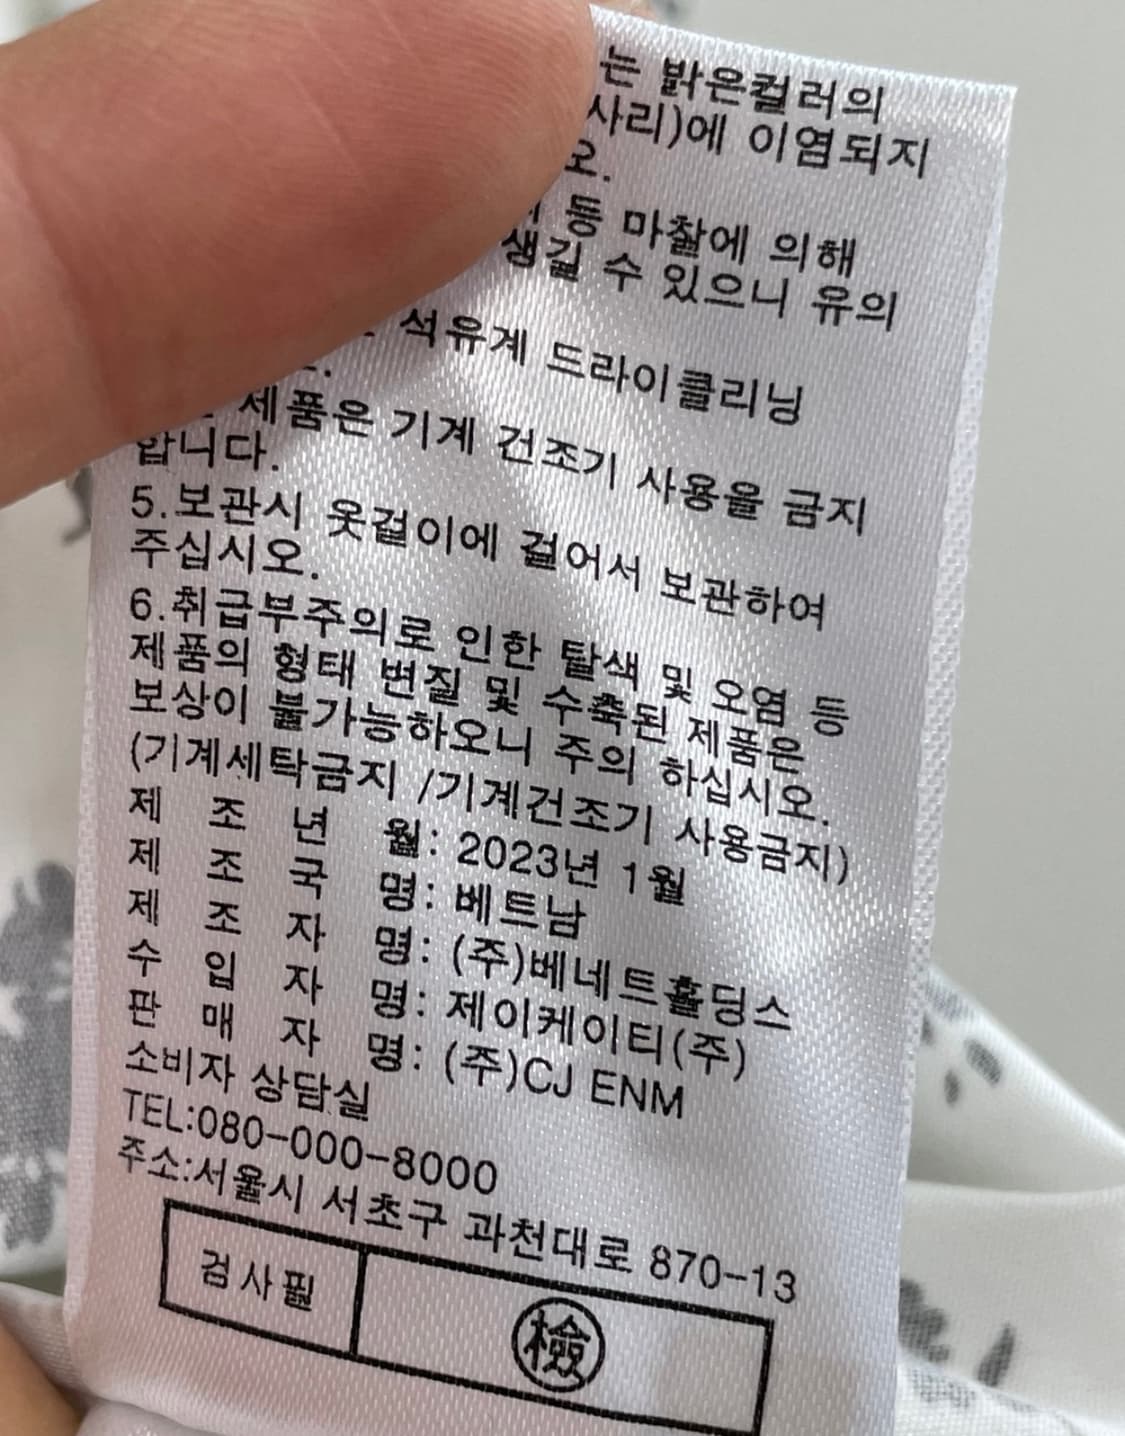 는 밝은컬러의
사리)에 이염되지
오.
등 마찰에 의해
생길 수 있으니 유의
석유계 드라이클리닝
제품은 기계 건조기 사용을 금지
합니다.
5.보관시 옷걸이에 걸어서 보관하여
주십시오.
6.취급부주의로 인한 탈색 및 오염 등
제품의 형태 변질 및 수축된 제품은
보상이 불가능하오니 주의 하십시오.
(기계세탁금지 /기계건조기 사용금지)
제 조 년 월: 2023년 1월
제 조 국 명: 베트남
제 조 자 명: (주)베네트홀딩스
수 입 자 명: 제이케이티(주)
판 매 자 명: (주)CJ ENM
소비자 상담실
TEL:080-000-8000
주소:서울시 서초구 과천대로 870-13
검사필 檢